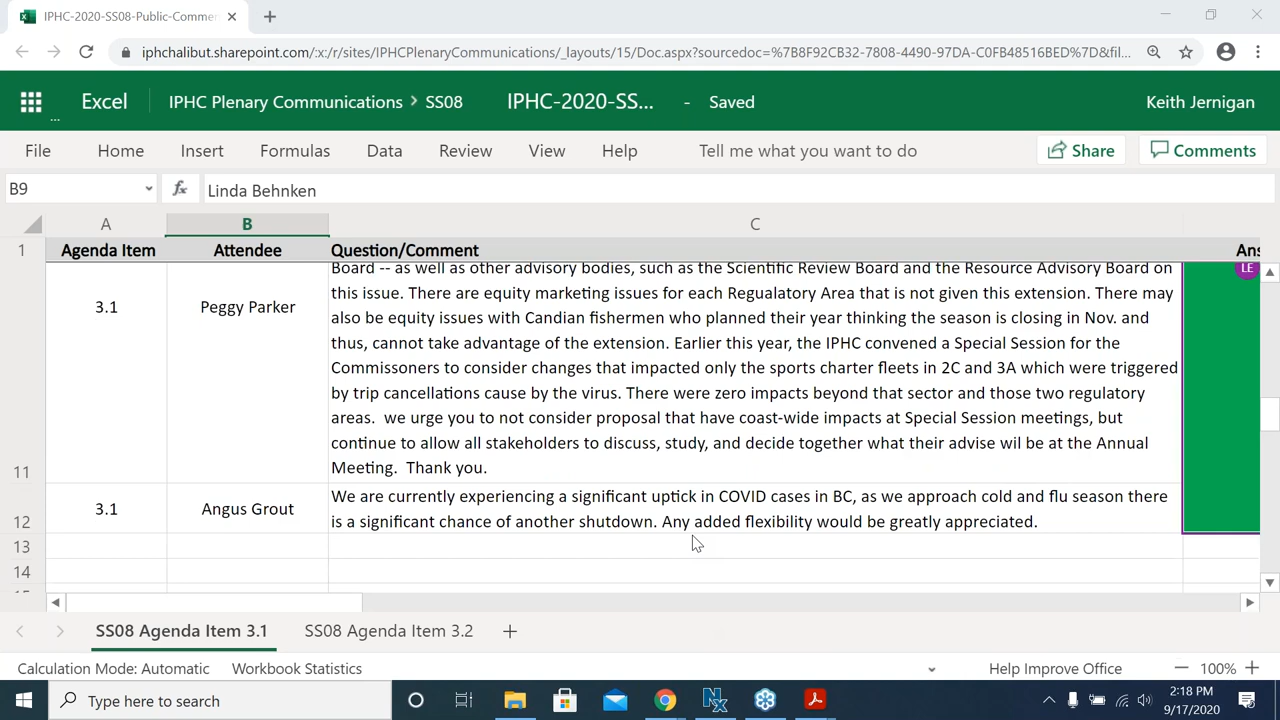 IPHC-2020-SS08-Public-Commen
iphchalibut.sharepoint.com/:x:/r/sites/IPHCPlenaryCommunications/_layouts/15/Doc.aspx?sourcedoc=%7B8F92CB32-7808-4490-97DA-C0FB48516BED%7D&fil...
Excel IPHC Plenary Communications > SS08 IPHC-2020-SS... - Saved Keith Jernigan
File Home Insert Formulas Data Review View Help Tell me what you want to do Share Comments
B9 fx Linda Behnken
A B C
1 Agenda Item Attendee Question/Comment Ans
Board -- as well as other advisory bodies, such as the Scientific Review Board and the Resource Advisory Board on LE
this issue. There are equity marketing issues for each Regualatory Area that is not given this extension. There may
3.1 Peggy Parker
also be equity issues with Candian fishermen who planned their year thinking the season is closing in Nov. and
thus, cannot take advantage of the extension. Earlier this year, the IPHC convened a Special Session for the
Commissoners to consider changes that impacted only the sports charter fleets in 2C and 3A which were triggered
by trip cancellations cause by the virus. There were zero impacts beyond that sector and those two regulatory
areas.  we urge you to not consider proposal that have coast-wide impacts at Special Session meetings, but
continue to allow all stakeholders to discuss, study, and decide together what their advise wil be at the Annual
11 Meeting.  Thank you.
We are currently experiencing a significant uptick in COVID cases in BC, as we approach cold and flu season there
3.1 Angus Grout
12 is a significant chance of another shutdown. Any added flexibility would be greatly appreciated.
13
14
SS08 Agenda Item 3.1 SS08 Agenda Item 3.2
Calculation Mode: Automatic Workbook Statistics Help Improve Office 100%
Type here to search 2:18 PM
9/17/2020